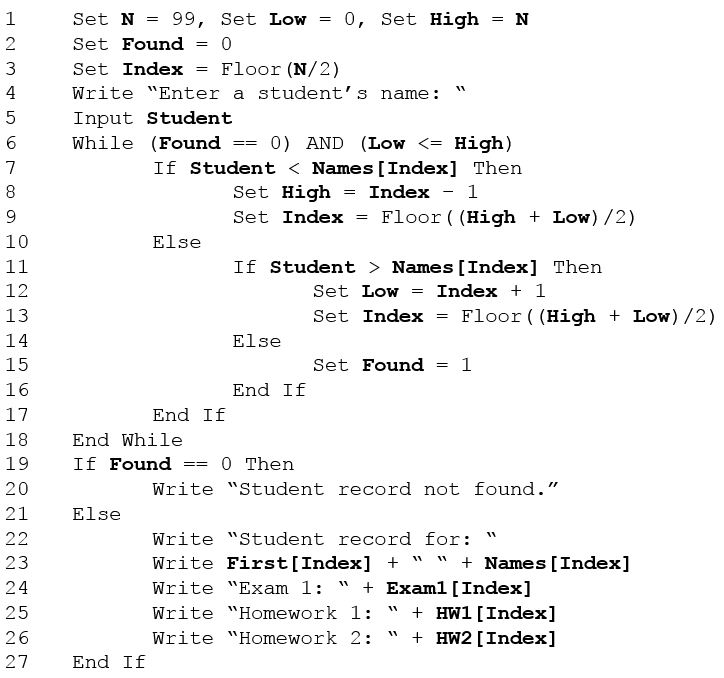 1 Set N = 99, Set Low = 0, Set High = N
2 Set Found = 0
3 Set Index = Floor(N/2)
4 Write “Enter a student’s name: “
5 Input Student
6 While (Found == 0) AND (Low <= High)
7 If Student < Names[Index] Then
8 Set High = Index - 1
9 Set Index = Floor((High + Low)/2)
10 Else
11 If Student > Names[Index] Then
12 Set Low = Index + 1
13 Set Index = Floor((High + Low)/2)
14 Else
15 Set Found = 1
16 End If
17 End If
18 End While
19 If Found == 0 Then
20 Write “Student record not found.”
21 Else
22 Write “Student record for: “
23 Write First[Index] + “ “ + Names[Index]
24 Write “Exam 1: “ + Exam1[Index]
25 Write “Homework 1: “ + HW1[Index]
26 Write “Homework 2: “ + HW2[Index]
27 End If